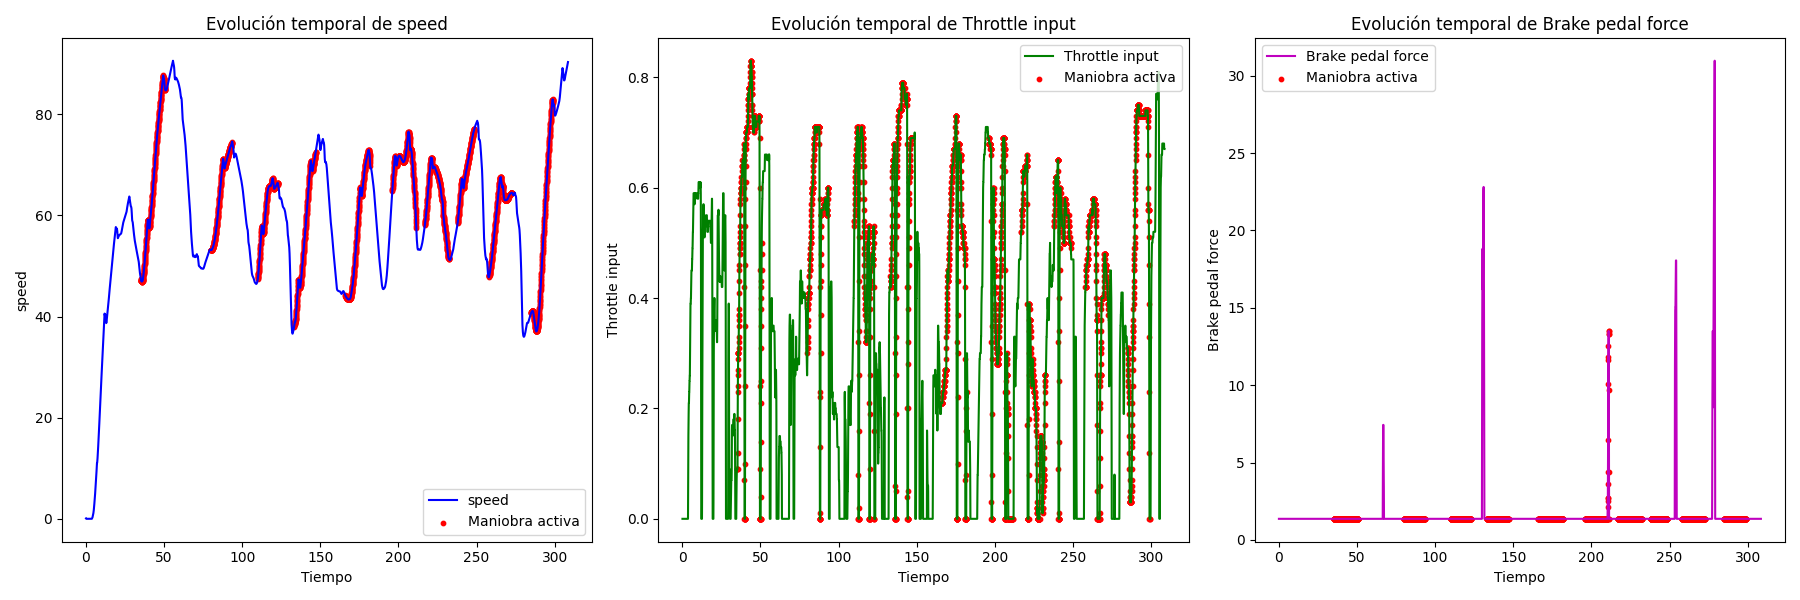 Evolución temporal de speed
speed
80
60
40
20
0
0 50 100 150 200 250 300
Tiempo
speed
Maniobra activa
Evolución temporal de Throttle input
Throttle input
0.8
0.6
0.4
0.2
0.0
0 50 100 150 200 250 300
Tiempo
Throttle input
Maniobra activa
Evolución temporal de Brake pedal force
Brake pedal force
30
25
20
15
10
5
0
0 50 100 150 200 250 300
Tiempo
Brake pedal force
Maniobra activa